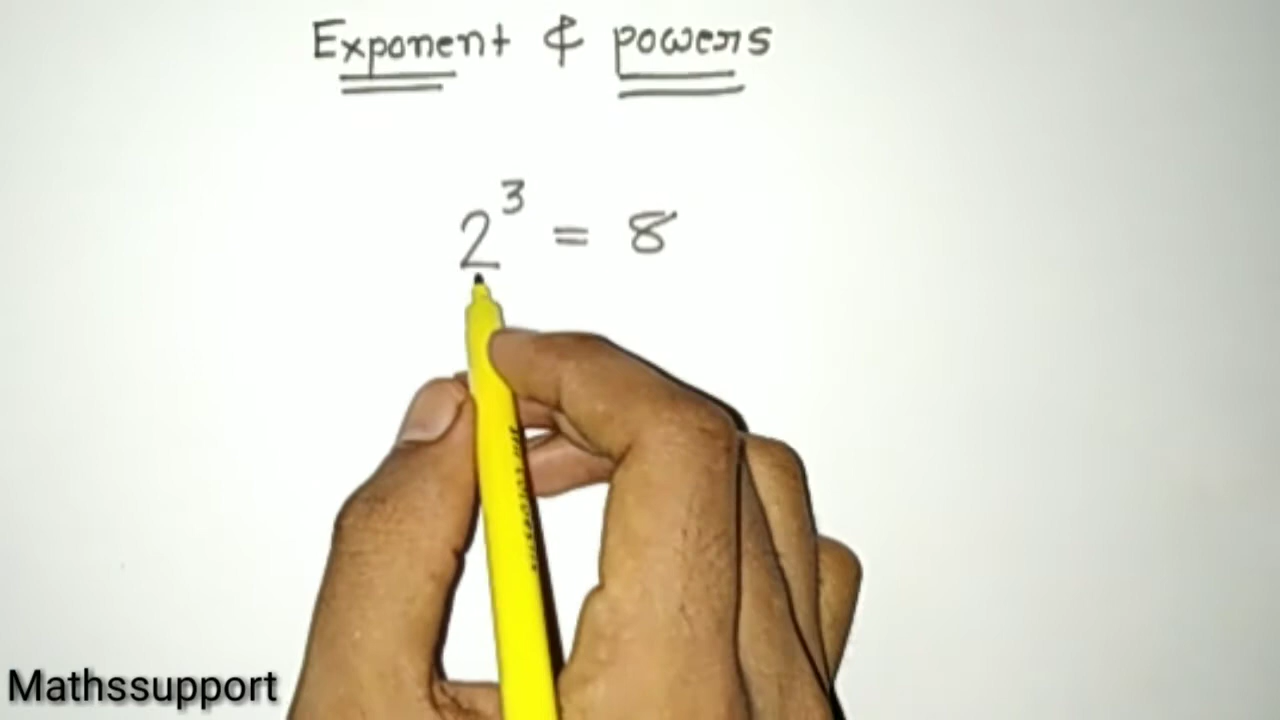 Exponent & powers
2³ = 8
Mathssupport